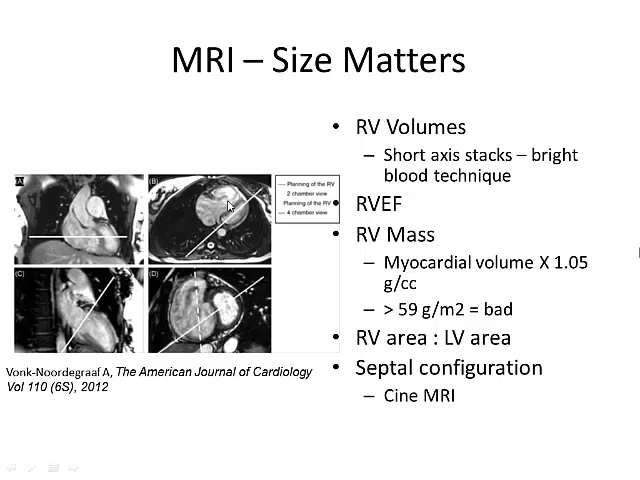 MRI – Size Matters
(A)
(B)
---- Planning of the RV
2 chamber view
Planning of the RV
— 4 chamber view
(C)
(D)
Vonk-Noordegraaf A, The American Journal of Cardiology
Vol 110 (6S), 2012
• RV Volumes
– Short axis stacks – bright
blood technique
• RVEF
• RV Mass
– Myocardial volume X 1.05
g/cc
– > 59 g/m2 = bad
• RV area : LV area
• Septal configuration
– Cine MRI